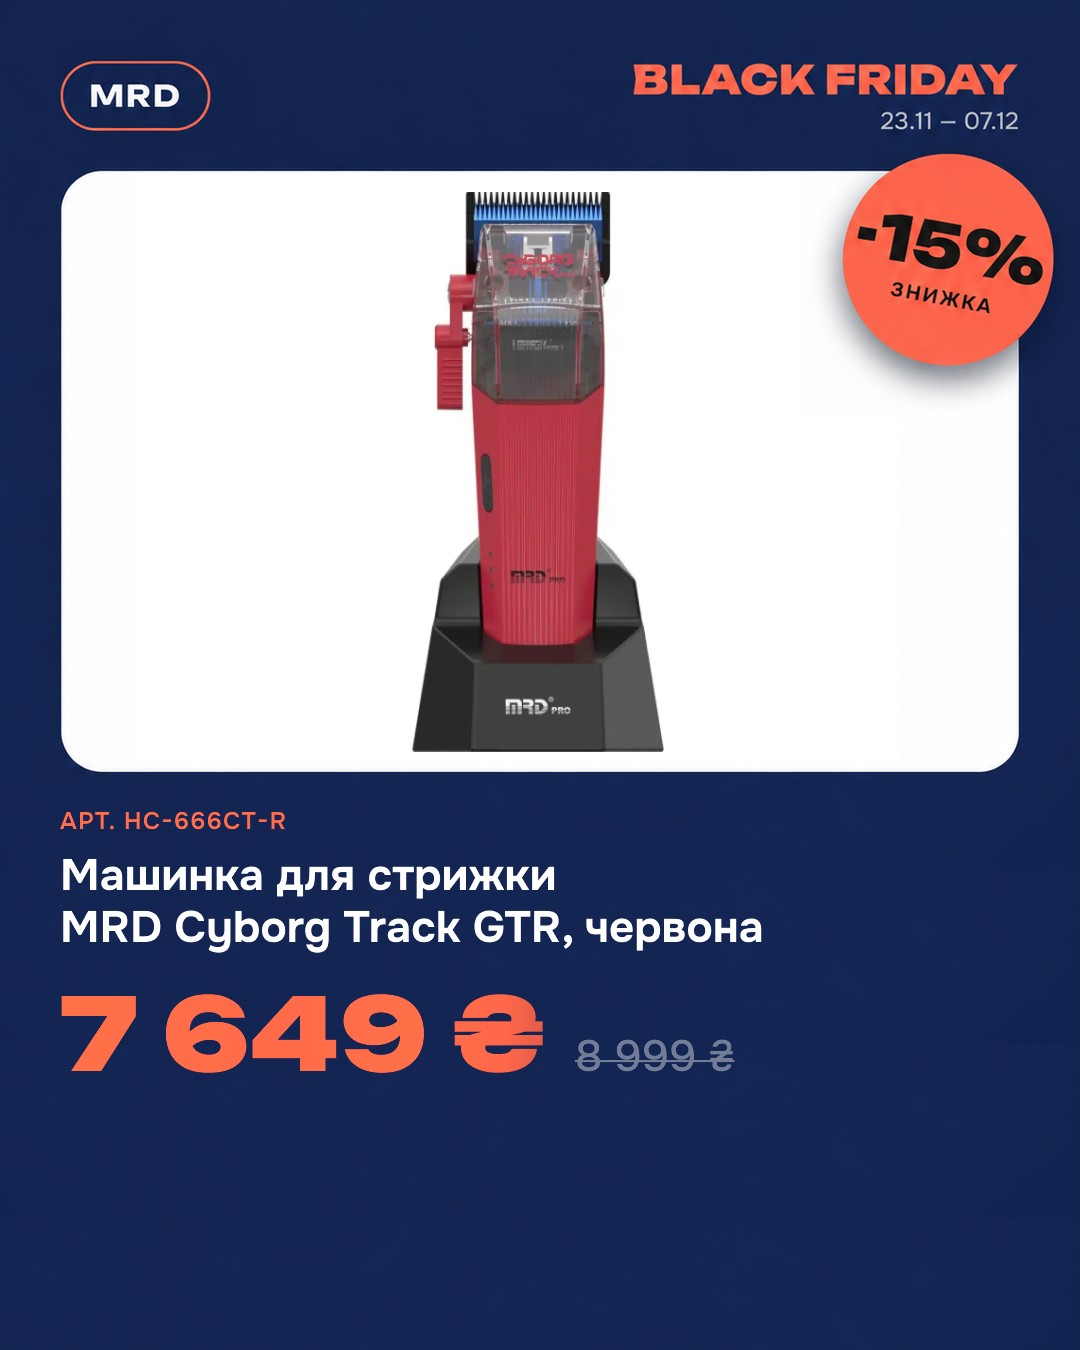 MRD
BLACK FRIDAY
23.11 – 07.12
-15%
ЗНИЖКА
MRD PRO
MRD PRO
АРТ. HC-666CT-R
Машинка для стрижки
MRD Cyborg Track GTR, червона
7 649 ₴ 8 999 ₴